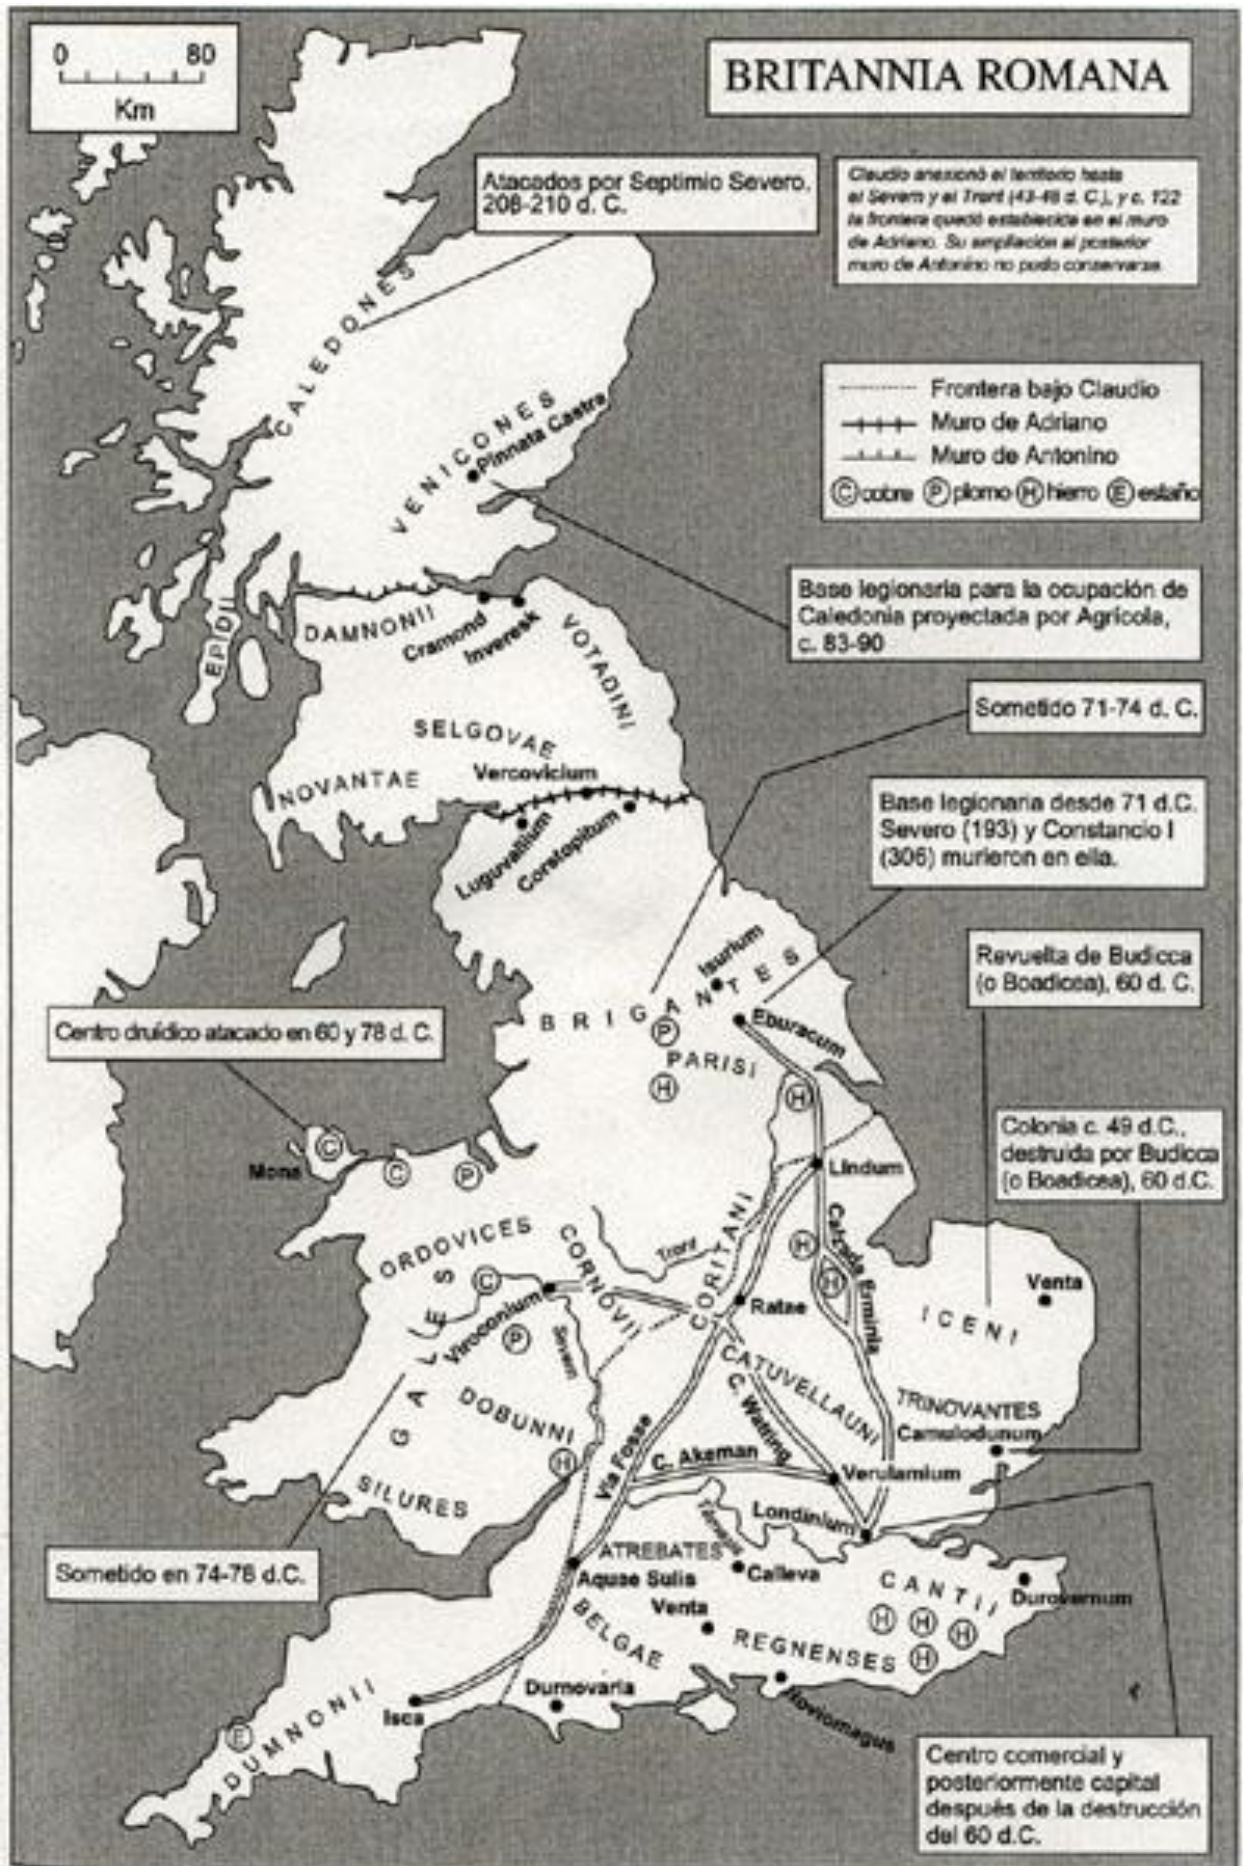 0 80
Km
BRITANNIA ROMANA
Atacados por Septimio Severo,
208-210 d. C.
Claudio anexionó el territorio hasta
el Severn y el Trent (43-48 d. C.), y c. 122
la frontera quedó establecida en el muro
de Adriano. Su ampliación al posterior
muro de Antonino no pudo conservarse.
Frontera bajo Claudio
Muro de Adriano
Muro de Antonino
C cobre P plomo H hierro E estaño
CALEDONES
VENICONES
Pinnata Castra
Base legionaria para la ocupación de
Caledonia proyectada por Agrícola,
c. 83-90
EPIDII
DAMNONII
Cramond
Inveresk
VOTADINI
Sometido 71-74 d. C.
SELGOVAE
NOVANTAE
Vercovicium
Luguvallium
Corstopitum
Base legionaria desde 71 d.C.
Severo (193) y Constancio I
(306) murieron en ella.
Isurium
BRIGANTES
P
Eburacum
PARISI
H
H
Revuelta de Budicca
(o Boadicea), 60 d. C.
Centro druídico atacado en 60 y 78 d. C.
Colonia c. 49 d.C.,
destruida por Budicca
(o Boadicea), 60 d.C.
Mona
C
C
P
Lindum
ORDOVICES
CORNOVII
Trent
CORITANI
Calzada Erminia
H
H
C
Viroconium
P
Severn
Ratae
Venta
ICENI
GALES
DOBUNNI
H
SILURES
Via Fosse
CATUVELLAUNI
C. Watling
C. Akeman
TRINOVANTES
Camulodunum
Verulamium
Londinium
Támesis
Sometido en 74-78 d.C.
ATREBATES
Aquae Sulis
Calleva
CANTII
Durovernum
H H H
H
Venta
BELGAE
REGNENSES
Durnovaria
Noviomagus
Isca
E
DUMNONII
Centro comercial y
posteriormente capital
después de la destrucción
del 60 d.C.